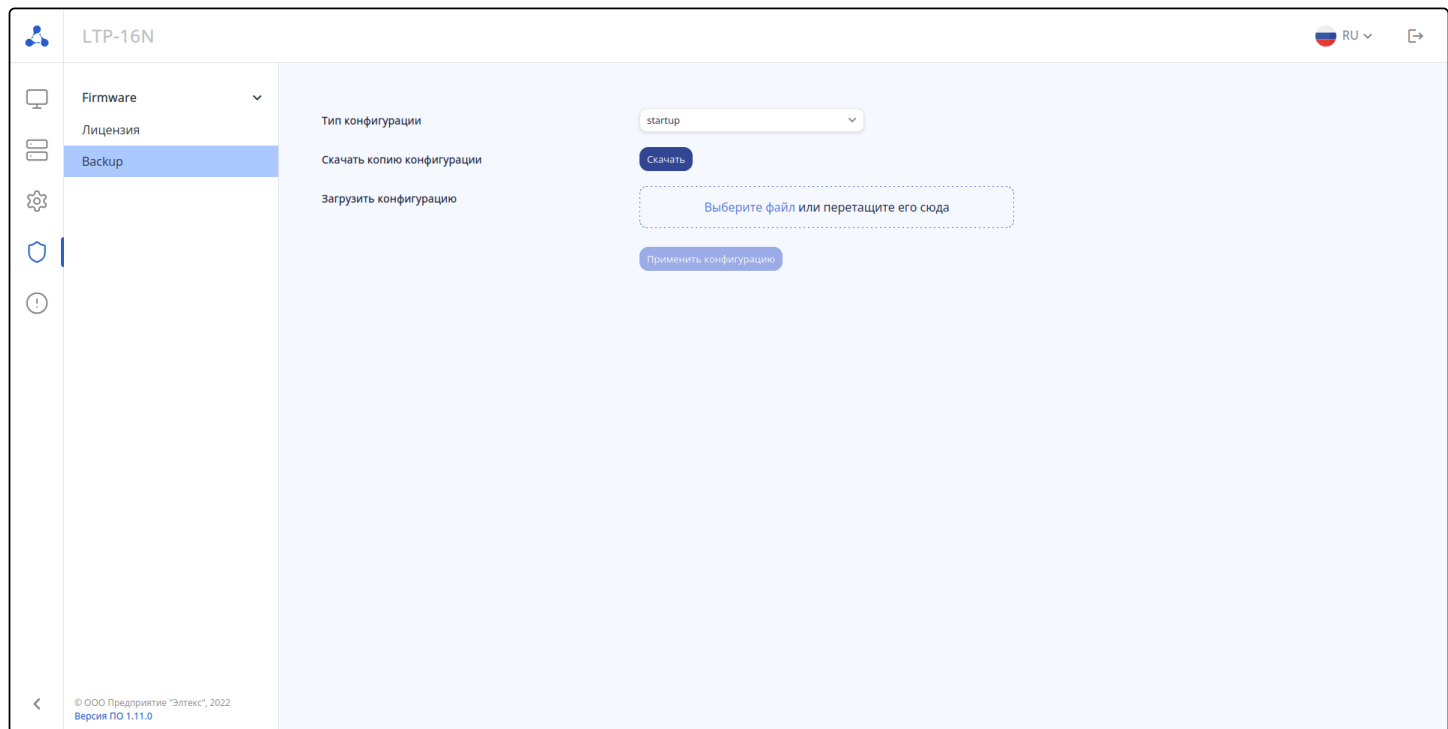 LTP-16N
RU
Firmware
Лицензия
Backup
Тип конфигурации
startup
Скачать копию конфигурации
Скачать
Загрузить конфигурацию
Выберите файл или перетащите его сюда
Применить конфигурацию
© ООО Предприятие "Элтекс", 2022
Версия ПО 1.11.0